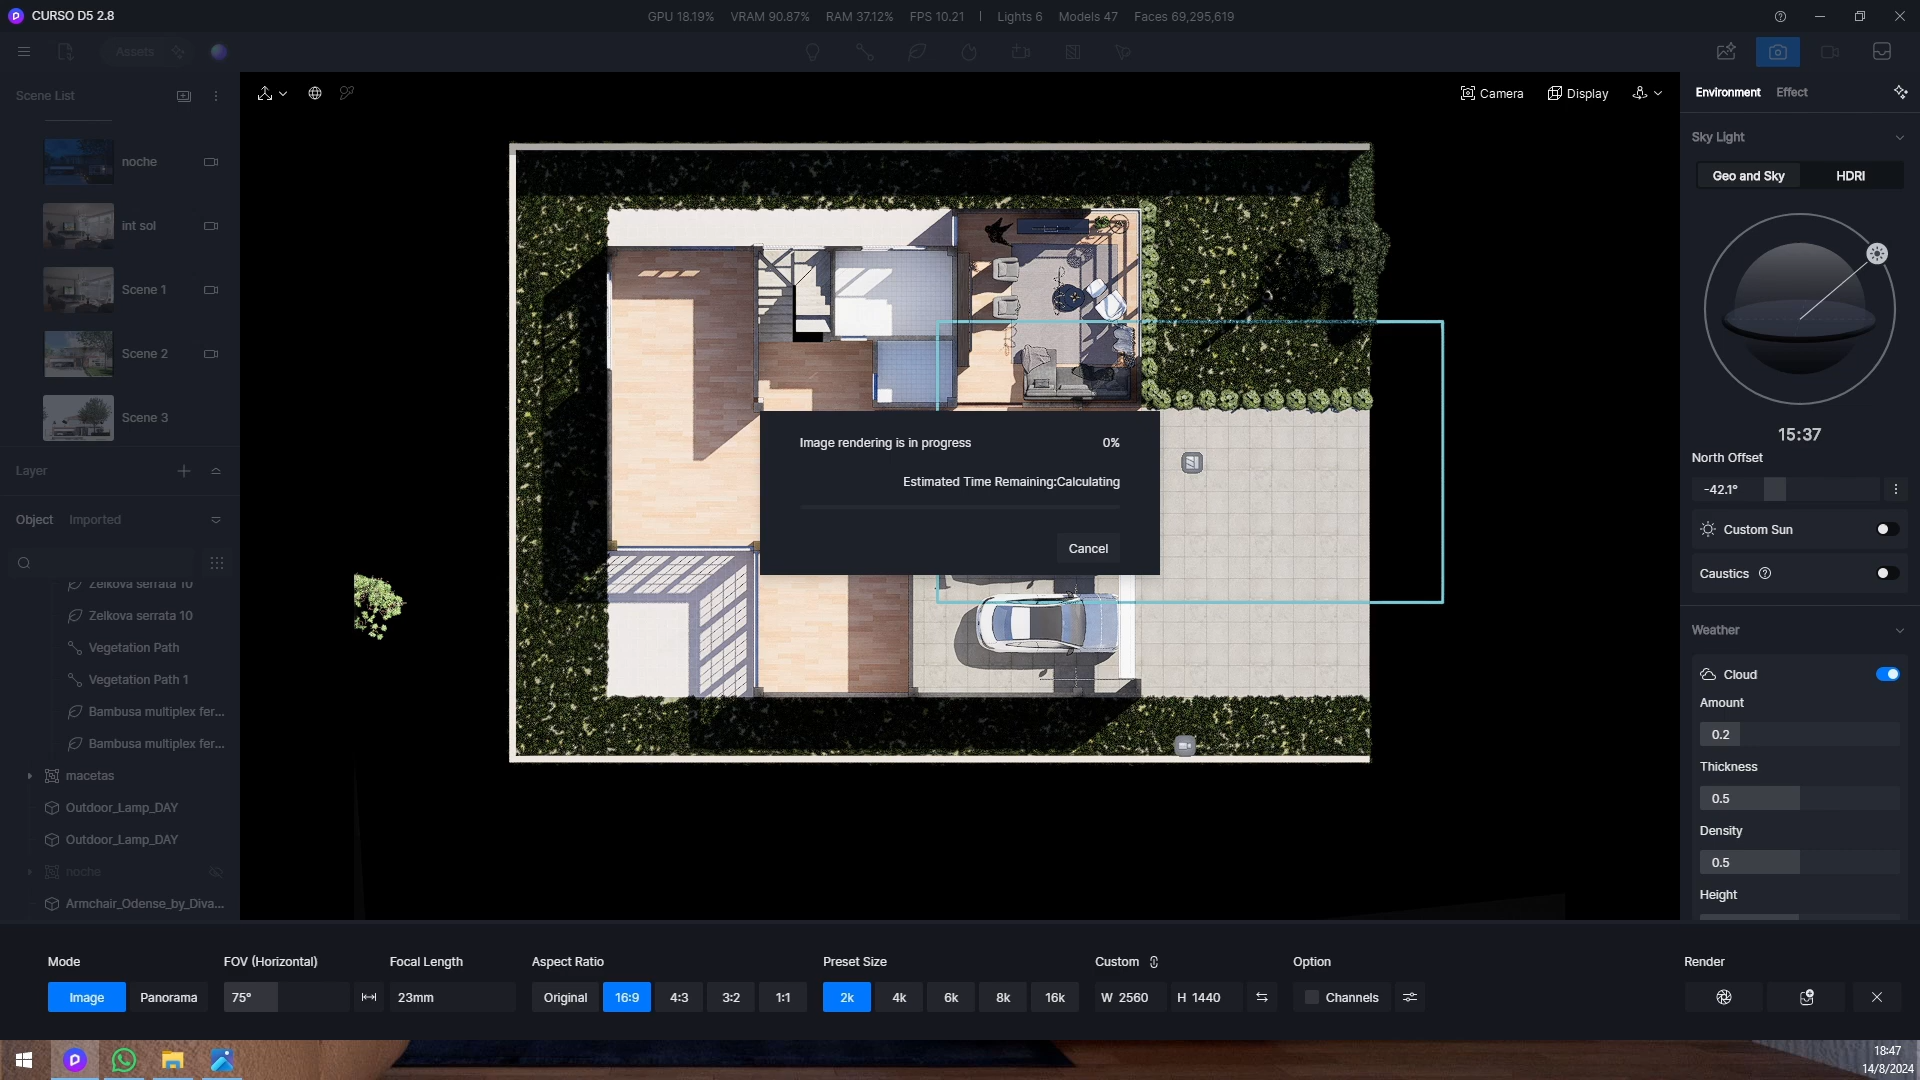 CURSO D5 2.8
GPU 18.19% VRAM 90.87% RAM 37.12% FPS 10.21 | Lights 6 Models 47 Faces 69,295,619
Assets
Scene List
Camera
Display
Environment Effect
noche
int sol
Scene 1
Scene 2
Scene 3
Sky Light
Geo and Sky HDRI
15:37
North Offset
-42.1°
Custom Sun
Caustics
Layer
Object Imported
Zelkova serrata 10
Zelkova serrata 10
Vegetation Path
Vegetation Path 1
Bambusa multiplex fer...
Bambusa multiplex fer...
macetas
Outdoor_Lamp_DAY
Outdoor_Lamp_DAY
noche
Armchair_Odense_by_Diva...
Image rendering is in progress 0%
Estimated Time Remaining:Calculating
Cancel
Weather
Cloud
Amount
0.2
Thickness
0.5
Density
0.5
Height
Mode
Image Panorama
FOV (Horizontal)
75°
Focal Length
23mm
Aspect Ratio
Original 16:9 4:3 3:2 1:1
Preset Size
2k 4k 6k 8k 16k
Custom
W 2560 H 1440
Option
Channels
Render
18:47
14/8/2024